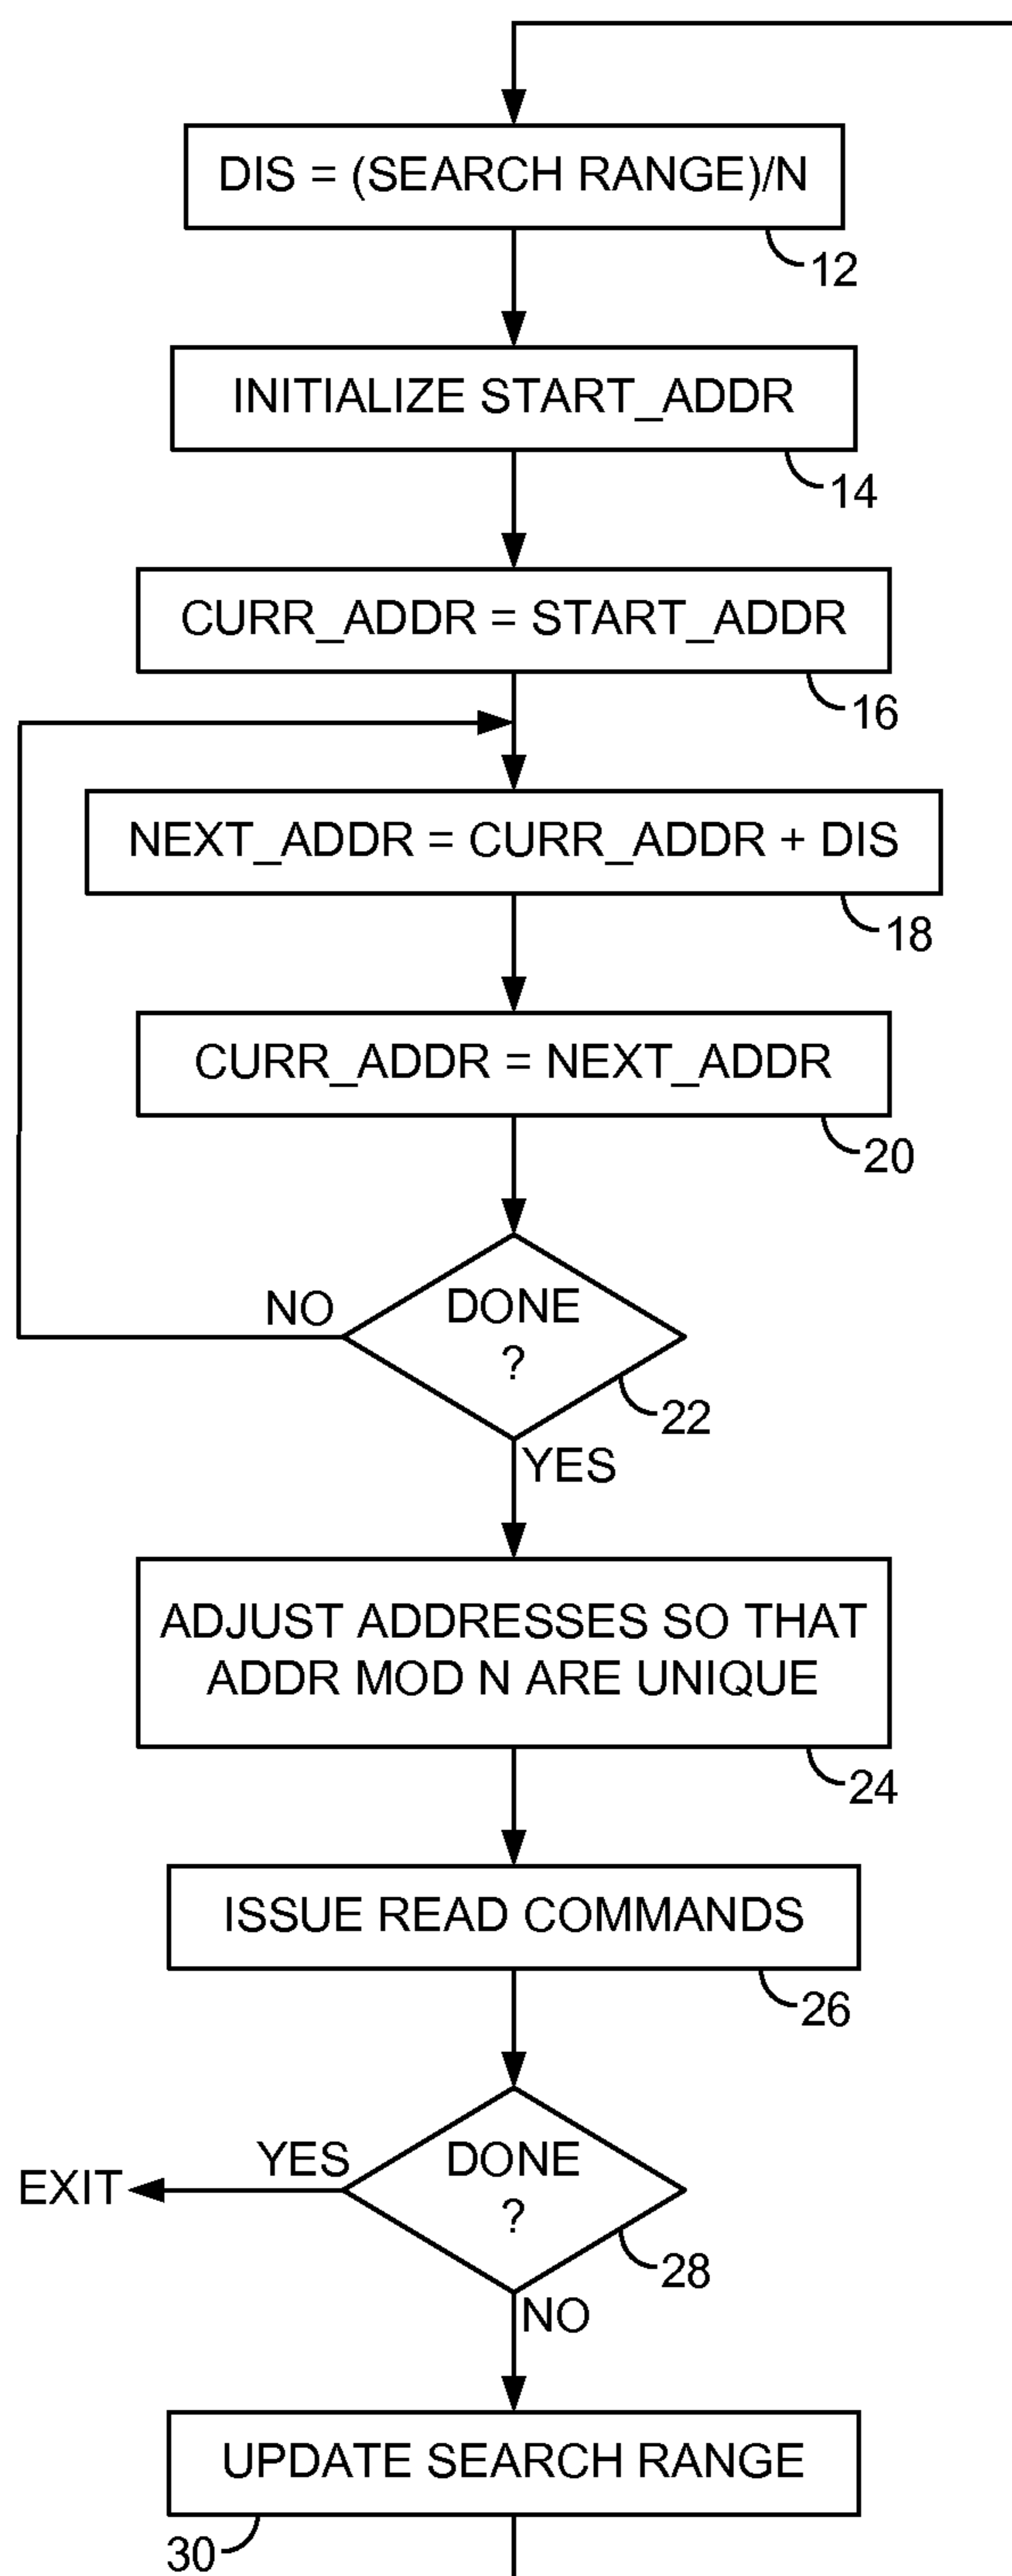 DIS = (SEARCH RANGE)/N
12
INITIALIZE START_ADDR
14
CURR_ADDR = START_ADDR
16
NEXT_ADDR = CURR_ADDR + DIS
18
CURR_ADDR = NEXT_ADDR
20
NO
DONE
?
22
YES
ADJUST ADDRESSES SO THAT
ADDR MOD N ARE UNIQUE
24
ISSUE READ COMMANDS
26
EXIT
YES
DONE
?
28
NO
UPDATE SEARCH RANGE
30